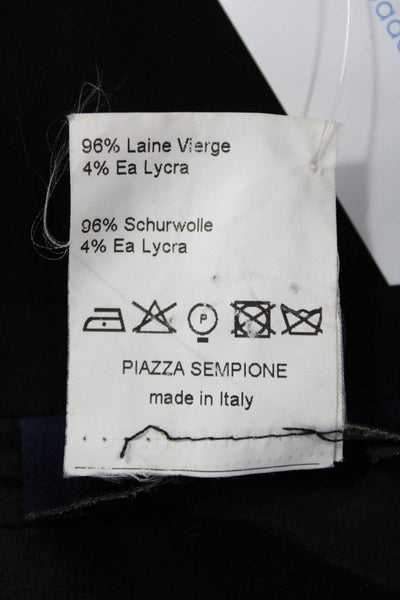 96% Laine Vierge
4% Ea Lycra
96% Schurwolle
4% Ea Lycra
P
PIAZZA SEMPIONE
made in Italy